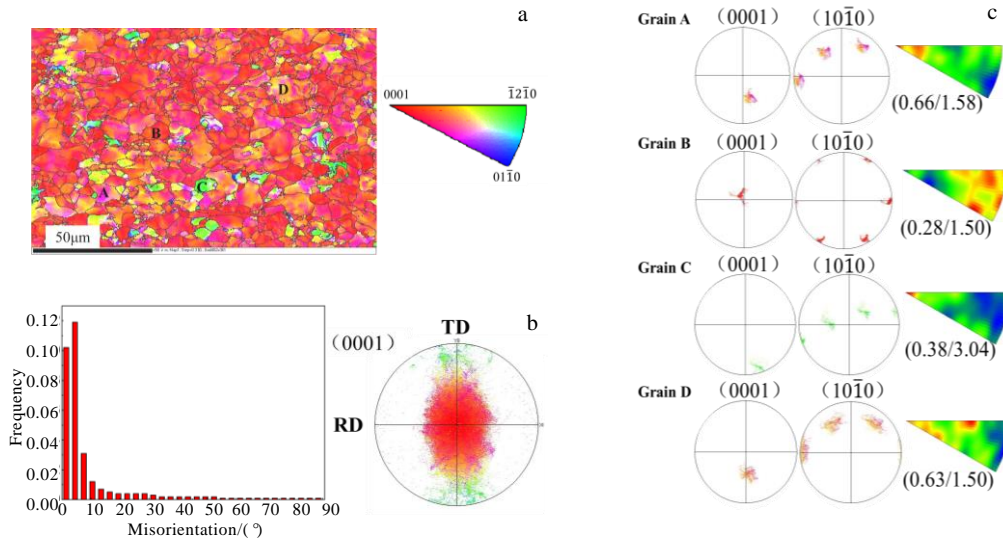 a
D
B
A
C
50μm
0001
1̅21̅0
011̅0
b
0.12
0.10
0.08
0.06
0.04
0.02
0.00
Frequency
0 10 20 30 40 50 60 70 80 90
Misorientation/(°)
(0001)
TD
RD
c
Grain A (0001) (101̅0)
(0.66/1.58)
Grain B (0001) (101̅0)
(0.28/1.50)
Grain C (0001) (101̅0)
(0.38/3.04)
Grain D (0001) (101̅0)
(0.63/1.50)